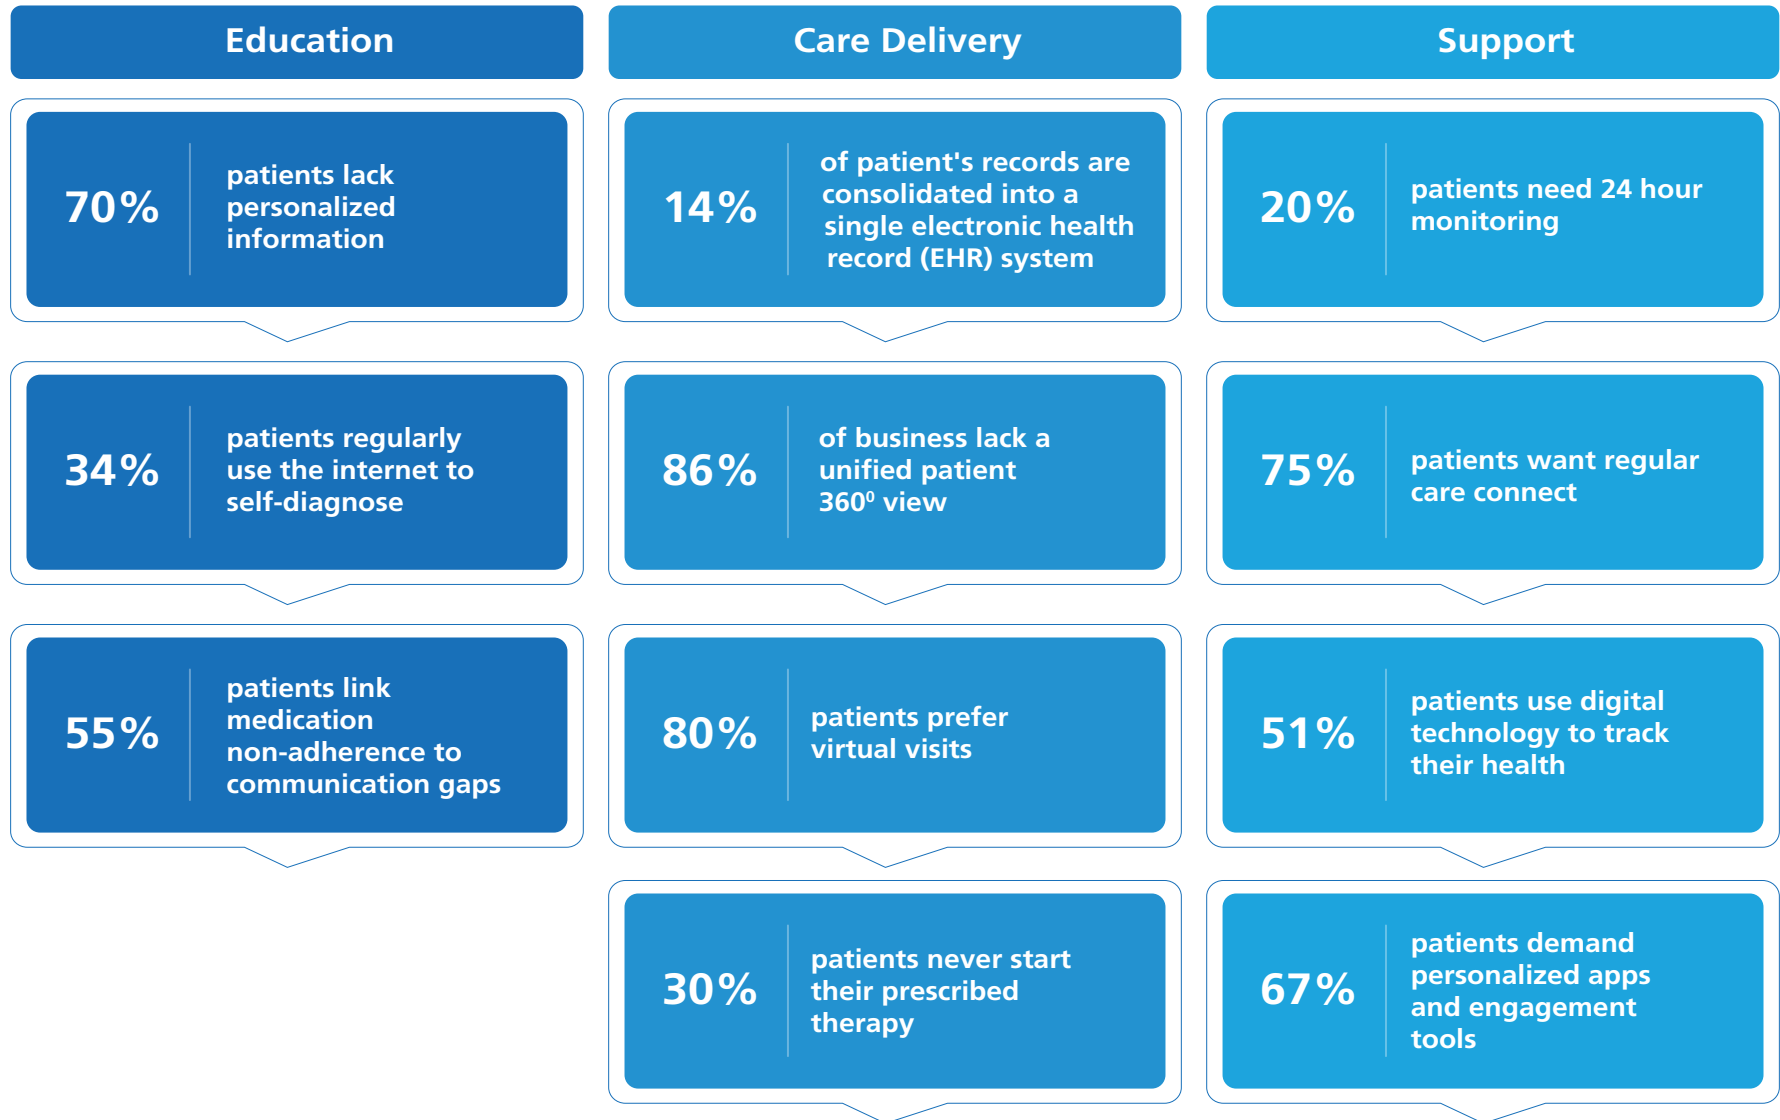 Education
70%
patients lack
personalized
information
34%
patients regularly
use the internet to
self-diagnose
55%
patients link
medication
non-adherence to
communication gaps
Care Delivery
14%
of patient's records are
consolidated into a
single electronic health
record (EHR) system
86%
of business lack a
unified patient
360⁰ view
80%
patients prefer
virtual visits
30%
patients never start
their prescribed
therapy
Support
20%
patients need 24 hour
monitoring
75%
patients want regular
care connect
51%
patients use digital
technology to track
their health
67%
patients demand
personalized apps
and engagement
tools